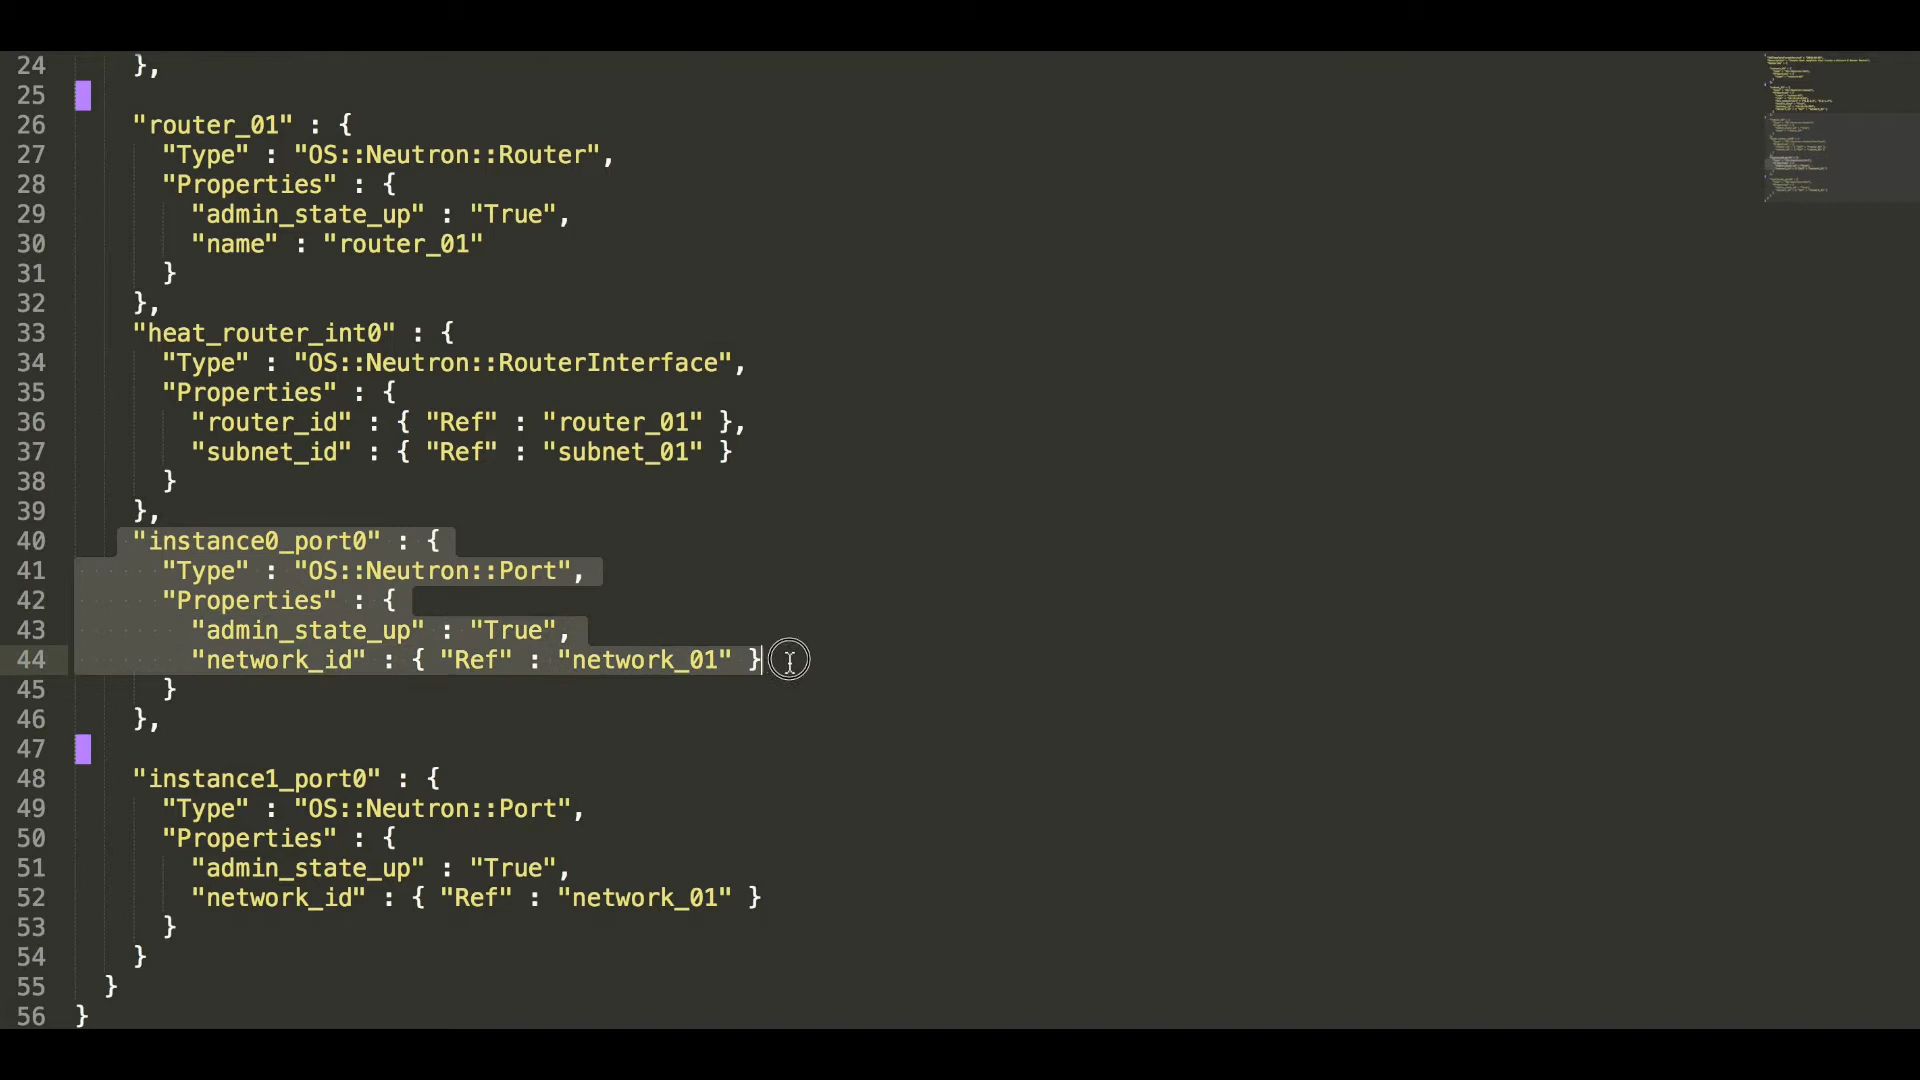 24 },
25
26 "router_01" : {
27 "Type" : "OS::Neutron::Router",
28 "Properties" : {
29 "admin_state_up" : "True",
30 "name" : "router_01"
31 }
32 },
33 "heat_router_int0" : {
34 "Type" : "OS::Neutron::RouterInterface",
35 "Properties" : {
36 "router_id" : { "Ref" : "router_01" },
37 "subnet_id" : { "Ref" : "subnet_01" }
38 }
39 },
40 "instance0_port0" : {
41 "Type" : "OS::Neutron::Port",
42 "Properties" : {
43 "admin_state_up" : "True",
44 "network_id" : { "Ref" : "network_01" }
45 }
46 },
47
48 "instance1_port0" : {
49 "Type" : "OS::Neutron::Port",
50 "Properties" : {
51 "admin_state_up" : "True",
52 "network_id" : { "Ref" : "network_01" }
53 }
54 }
55 }
56 }